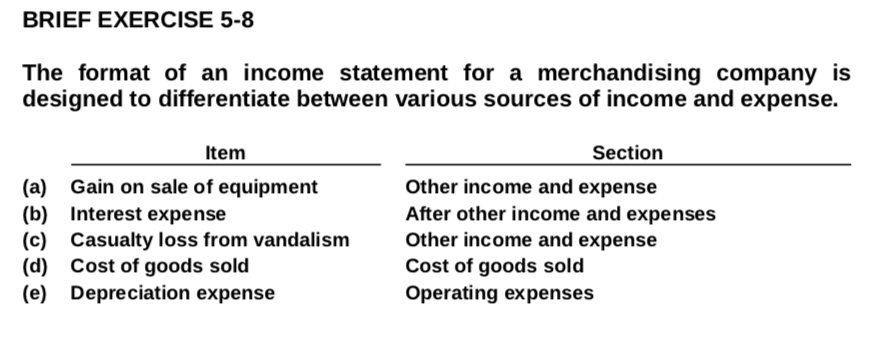 BRIEF EXERCISE 5-8
The format of an income statement for a merchandising company is
designed to differentiate between various sources of income and expense.
Item Section
(a) Gain on sale of equipment Other income and expense
(b) Interest expense After other income and expenses
(c) Casualty loss from vandalism Other income and expense
(d) Cost of goods sold Cost of goods sold
(e) Depreciation expense Operating expenses